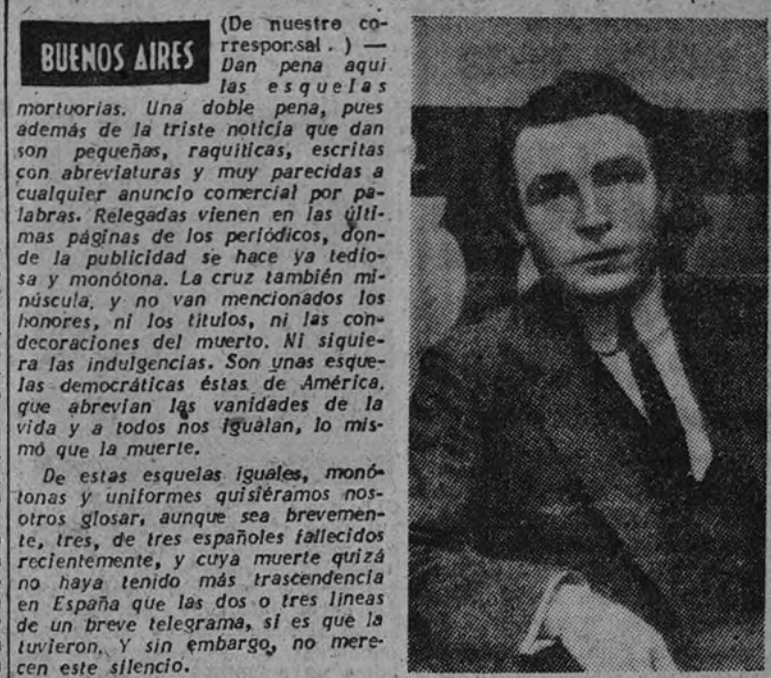 BUENOS AIRES
(De nuestro co-
rresponsal.) —
Dan pena aquí
las esquelas
mortuorias. Una doble pena, pues
además de la triste noticia que dan
son pequeñas, raquíticas, escritas
con abreviaturas y muy parecidas a
cualquier anuncio comercial por pa-
labras. Relegadas vienen en las últi-
mas páginas de los periódicos, don-
de la publicidad se hace ya tedio-
sa y monótona. La cruz también mi-
núscula, y no van mencionados los
honores, ni los títulos, ni las con-
decoraciones del muerto. Ni siquie-
ra las indulgencias. Son unas esque-
las democráticas éstas de América,
que abrevian las vanidades de la
vida y a todos nos igualan, lo mis-
mó que la muerte.
De estas esquelas iguales, monó-
tonas y uniformes quisiéramos nos-
otros glosar, aunque sea brevemen-
te, tres, de tres españoles fallecidos
recientemente, y cuya muerte quizá
no haya tenido más trascendencia
en España que las dos o tres líneas
de un breve telegrama, si es que la
tuvieron. Y sin embargo, no mere-
cen este silencio.